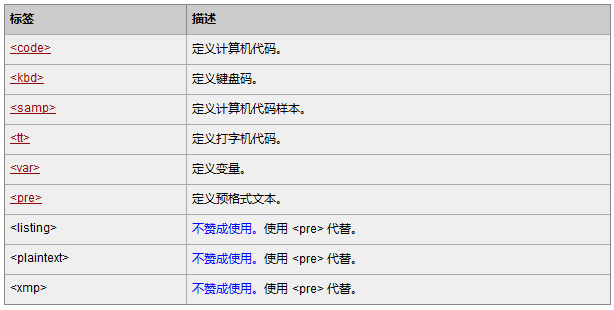 标签 描述
<code> 定义计算机代码。
<kbd> 定义键盘码。
<samp> 定义计算机代码样本。
<tt> 定义打字机代码。
<var> 定义变量。
<pre> 定义预格式文本。
<listing> 不赞成使用。使用 <pre> 代替。
<plaintext> 不赞成使用。使用 <pre> 代替。
<xmp> 不赞成使用。使用 <pre> 代替。